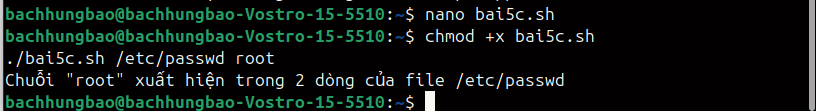 bachhungbao@bachhungbao-Vostro-15-5510:~$ nano bai5c.sh
bachhungbao@bachhungbao-Vostro-15-5510:~$ chmod +x bai5c.sh
./bai5c.sh /etc/passwd root
Chuỗi "root" xuất hiện trong 2 dòng của file /etc/passwd
bachhungbao@bachhungbao-Vostro-15-5510:~$